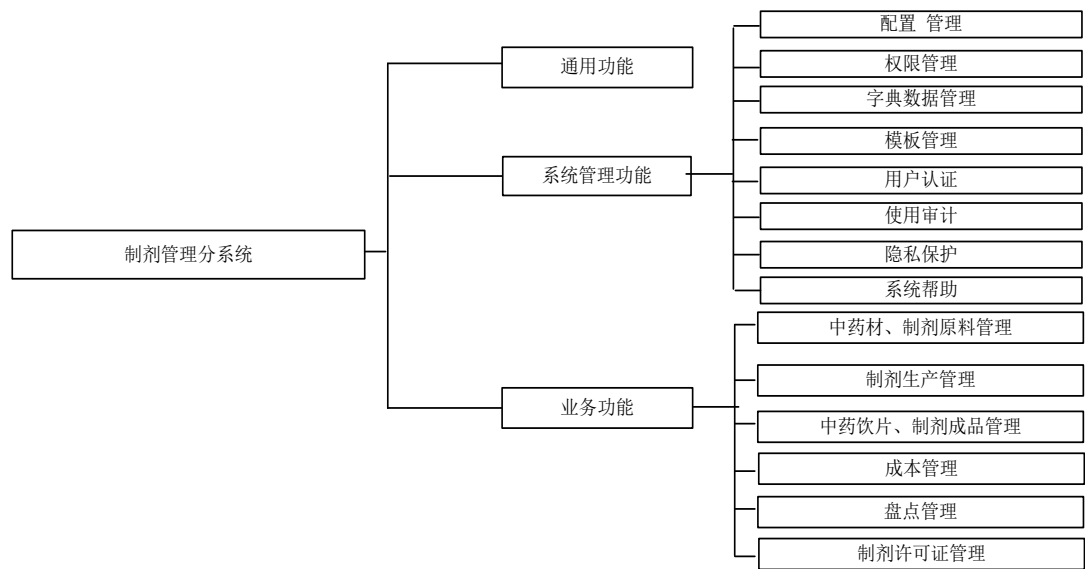 配置 管理
通用功能
权限管理
字典数据管理
模板管理
系统管理功能
用户认证
使用审计
制剂管理分系统
隐私保护
系统帮助
中药材、制剂原料管理
制剂生产管理
业务功能
中药饮片、制剂成品管理
成本管理
盘点管理
制剂许可证管理